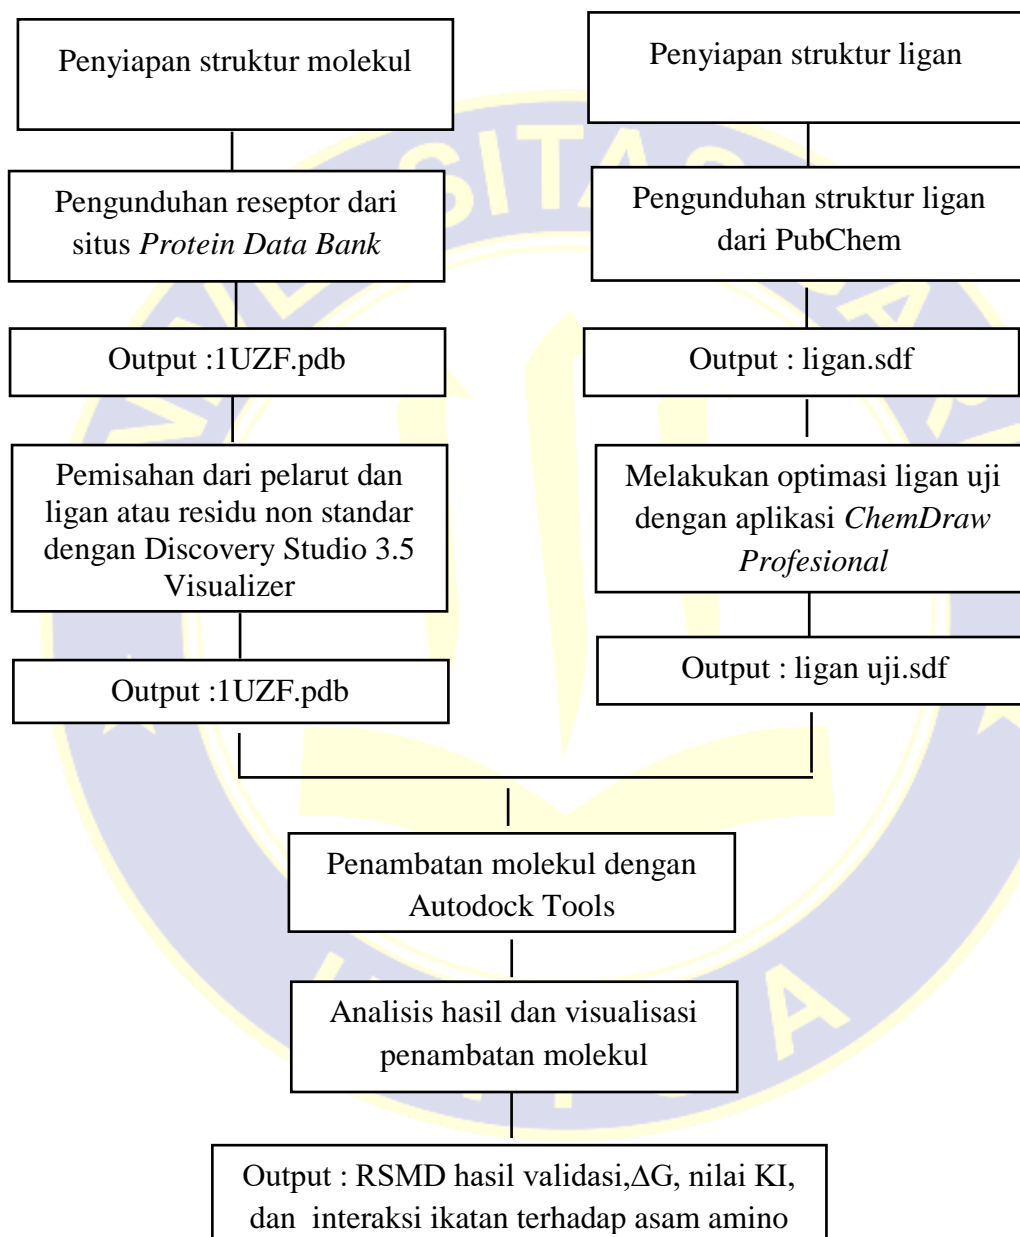 Penyiapan struktur molekul
Pengunduhan reseptor dari
situs Protein Data Bank
Output :1UZF.pdb
Pemisahan dari pelarut dan
ligan atau residu non standar
dengan Discovery Studio 3.5
Visualizer
Output :1UZF.pdb
Penyiapan struktur ligan
Pengunduhan struktur ligan
dari PubChem
Output : ligan.sdf
Melakukan optimasi ligan uji
dengan aplikasi ChemDraw
Profesional
Output : ligan uji.sdf
Penambatan molekul dengan
Autodock Tools
Analisis hasil dan visualisasi
penambatan molekul
Output : RSMD hasil validasi,∆G, nilai KI,
dan interaksi ikatan terhadap asam amino